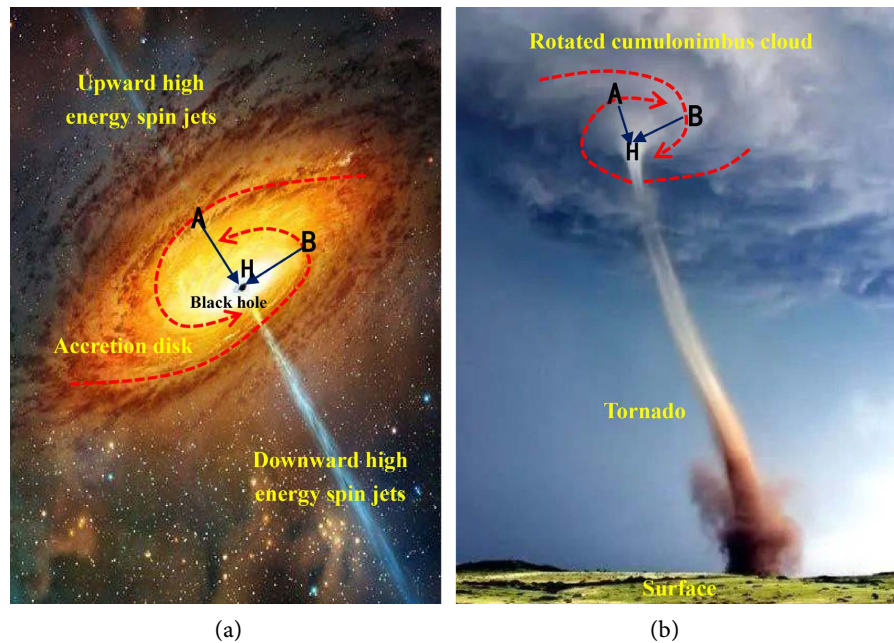 Upward high
energy spin jets
A
B
H
Black hole
Accretion disk
Downward high
energy spin jets
(a)
Rotated cumulonimbus cloud
A
B
H
Tornado
Surface
(b)